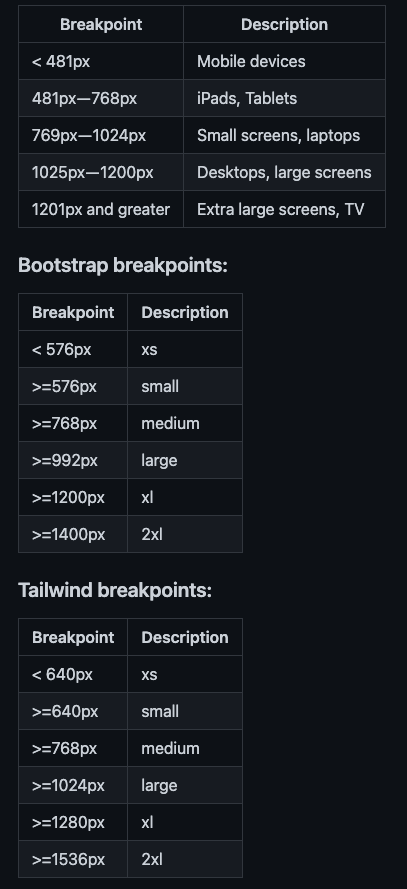 Breakpoint Description
< 481px Mobile devices
481px—768px iPads, Tablets
769px—1024px Small screens, laptops
1025px—1200px Desktops, large screens
1201px and greater Extra large screens, TV
Bootstrap breakpoints:
Breakpoint Description
< 576px xs
>=576px small
>=768px medium
>=992px large
>=1200px xl
>=1400px 2xl
Tailwind breakpoints:
Breakpoint Description
< 640px xs
>=640px small
>=768px medium
>=1024px large
>=1280px xl
>=1536px 2xl